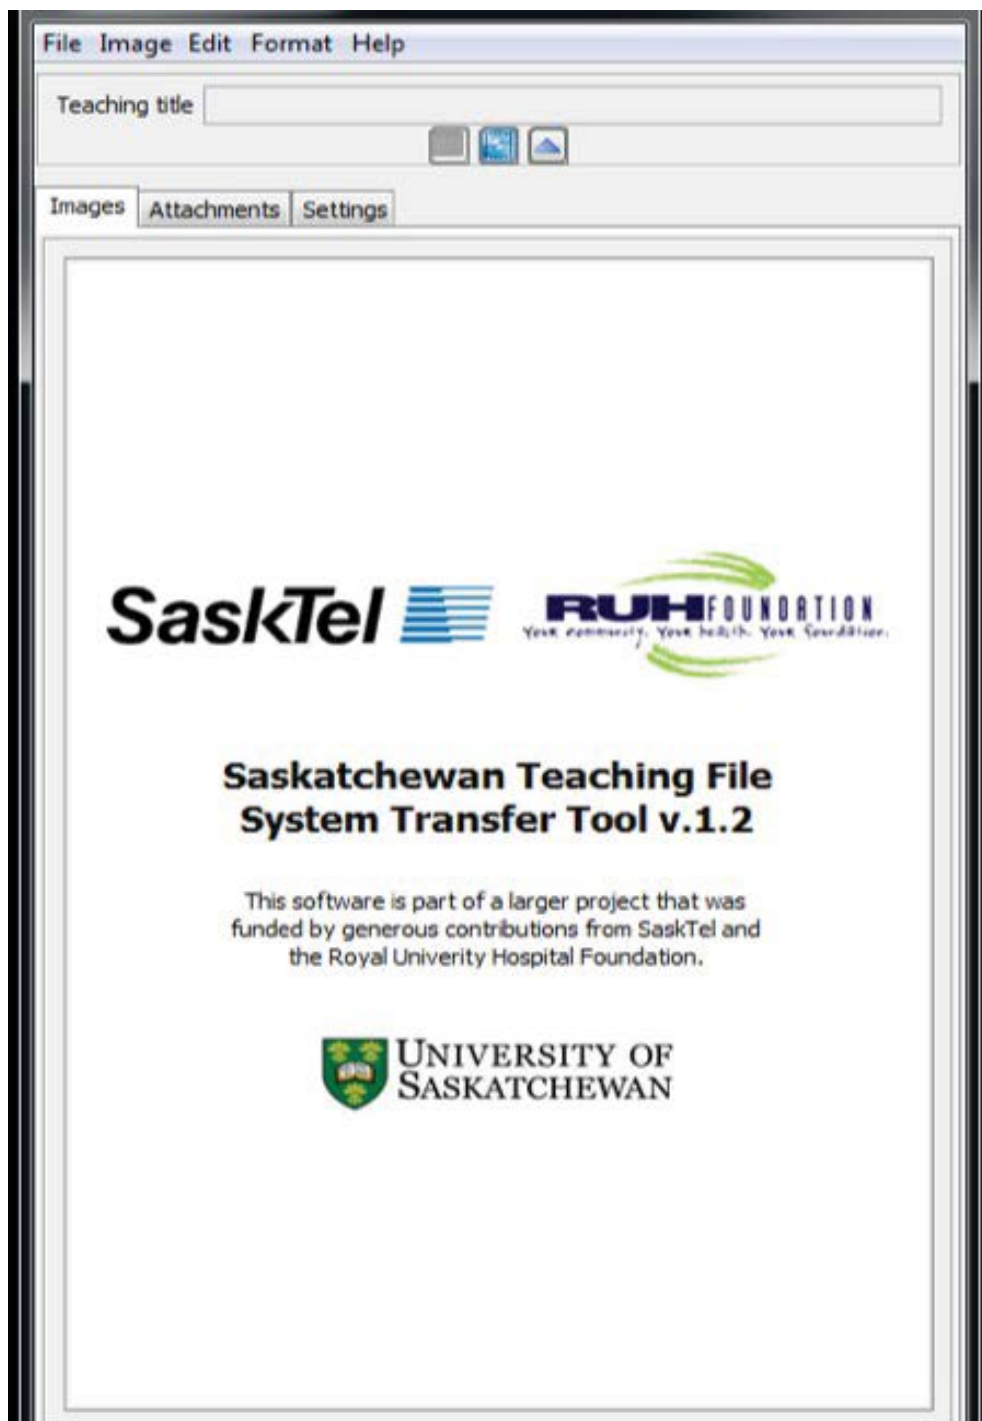 File Image Edit Format Help
Teaching title
Images Attachments Settings
SaskTel
RUH FOUNDATION
Your community. Your health. Your foundation.
Saskatchewan Teaching File
System Transfer Tool v.1.2
This software is part of a larger project that was
funded by generous contributions from SaskTel and
the Royal Univerity Hospital Foundation.
UNIVERSITY OF
SASKATCHEWAN